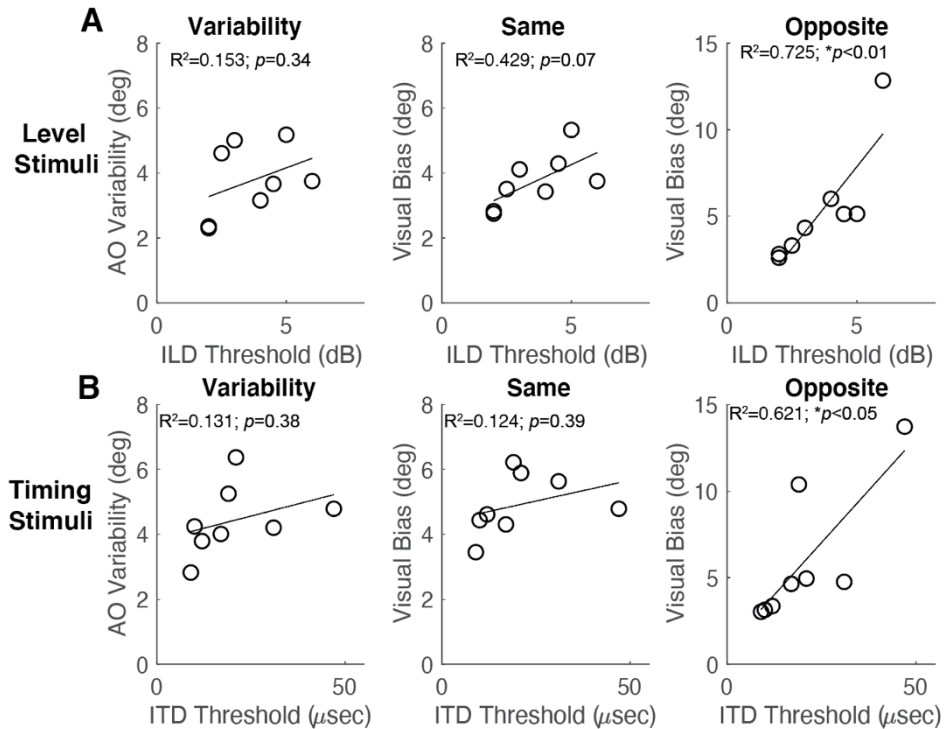 A
Variability
Same
Opposite
Level
Stimuli
R²=0.153; p=0.34
R²=0.429; p=0.07
R²=0.725; *p<0.01
AO Variability (deg)
8
6
4
2
0
0
5
ILD Threshold (dB)
Visual Bias (deg)
8
6
4
2
0
0
5
ILD Threshold (dB)
Visual Bias (deg)
15
10
5
0
0
5
ILD Threshold (dB)
B
Variability
Same
Opposite
Timing
Stimuli
R²=0.131; p=0.38
R²=0.124; p=0.39
R²=0.621; *p<0.05
AO Variability (deg)
8
6
4
2
0
0
50
ITD Threshold (μsec)
Visual Bias (deg)
8
6
4
2
0
0
50
ITD Threshold (μsec)
Visual Bias (deg)
15
10
5
0
0
50
ITD Threshold (μsec)